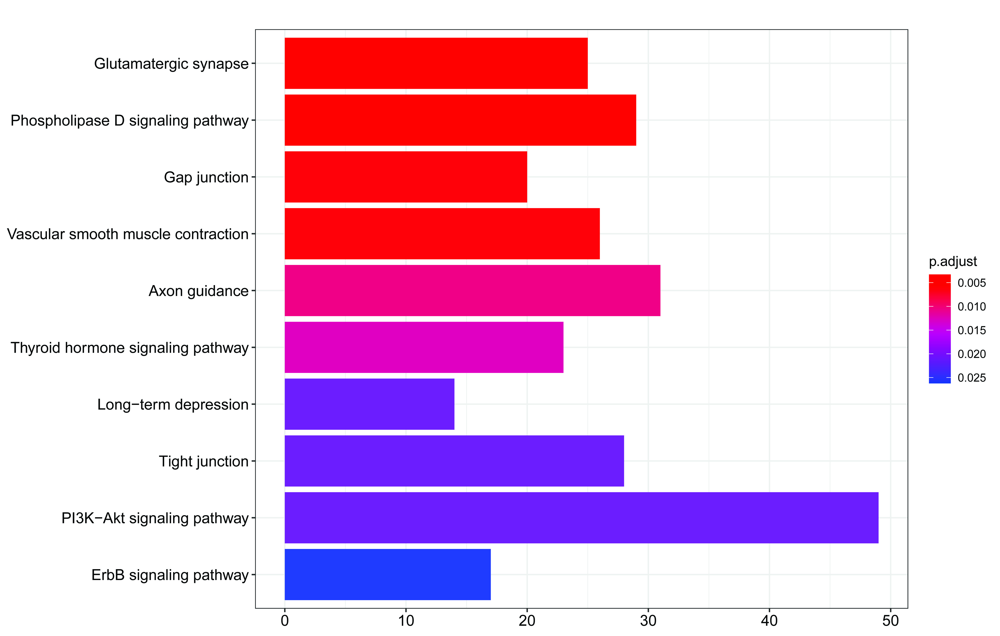 Glutamatergic synapse
Phospholipase D signaling pathway
Gap junction
Vascular smooth muscle contraction
Axon guidance
Thyroid hormone signaling pathway
Long−term depression
Tight junction
PI3K−Akt signaling pathway
ErbB signaling pathway
0 10 20 30 40 50
p.adjust
0.005
0.010
0.015
0.020
0.025